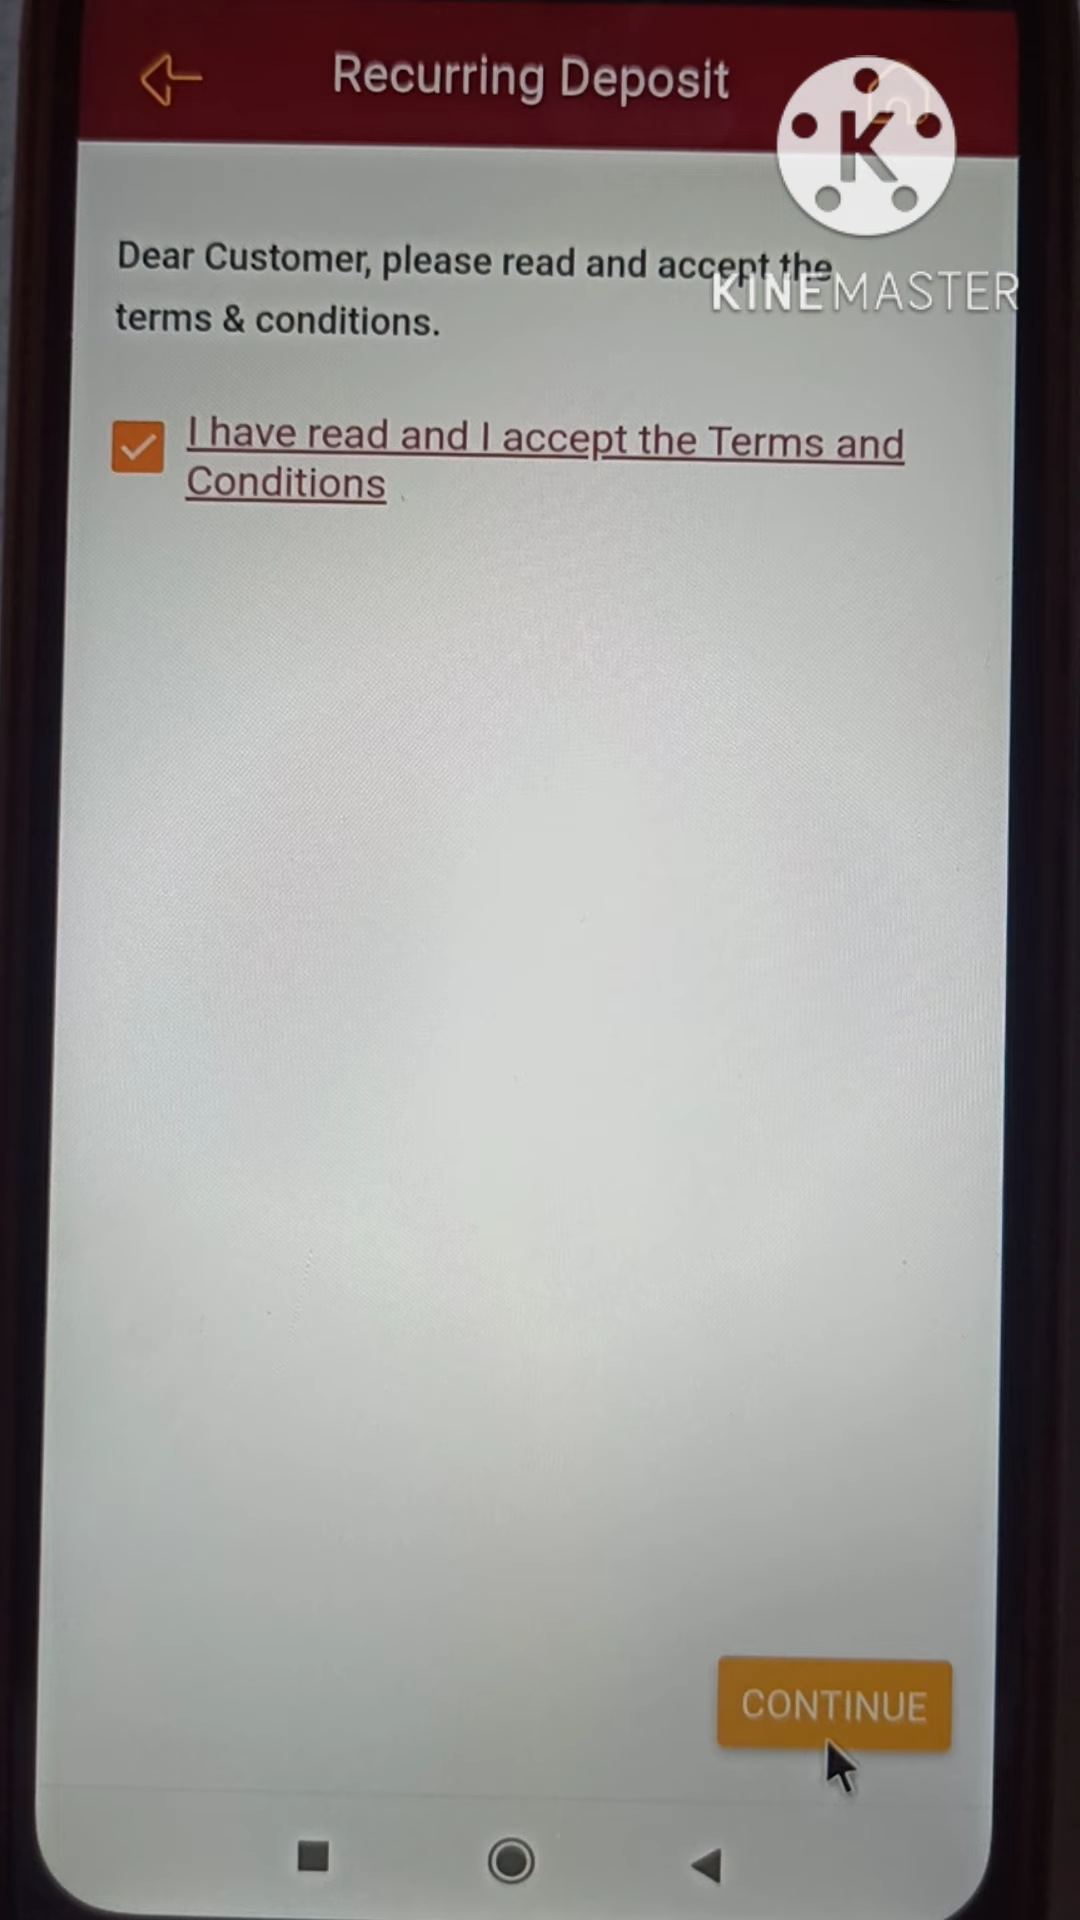 Recurring Deposit
K
KINEMASTER
Dear Customer, please read and accept the
terms & conditions.
I have read and I accept the Terms and
Conditions
CONTINUE